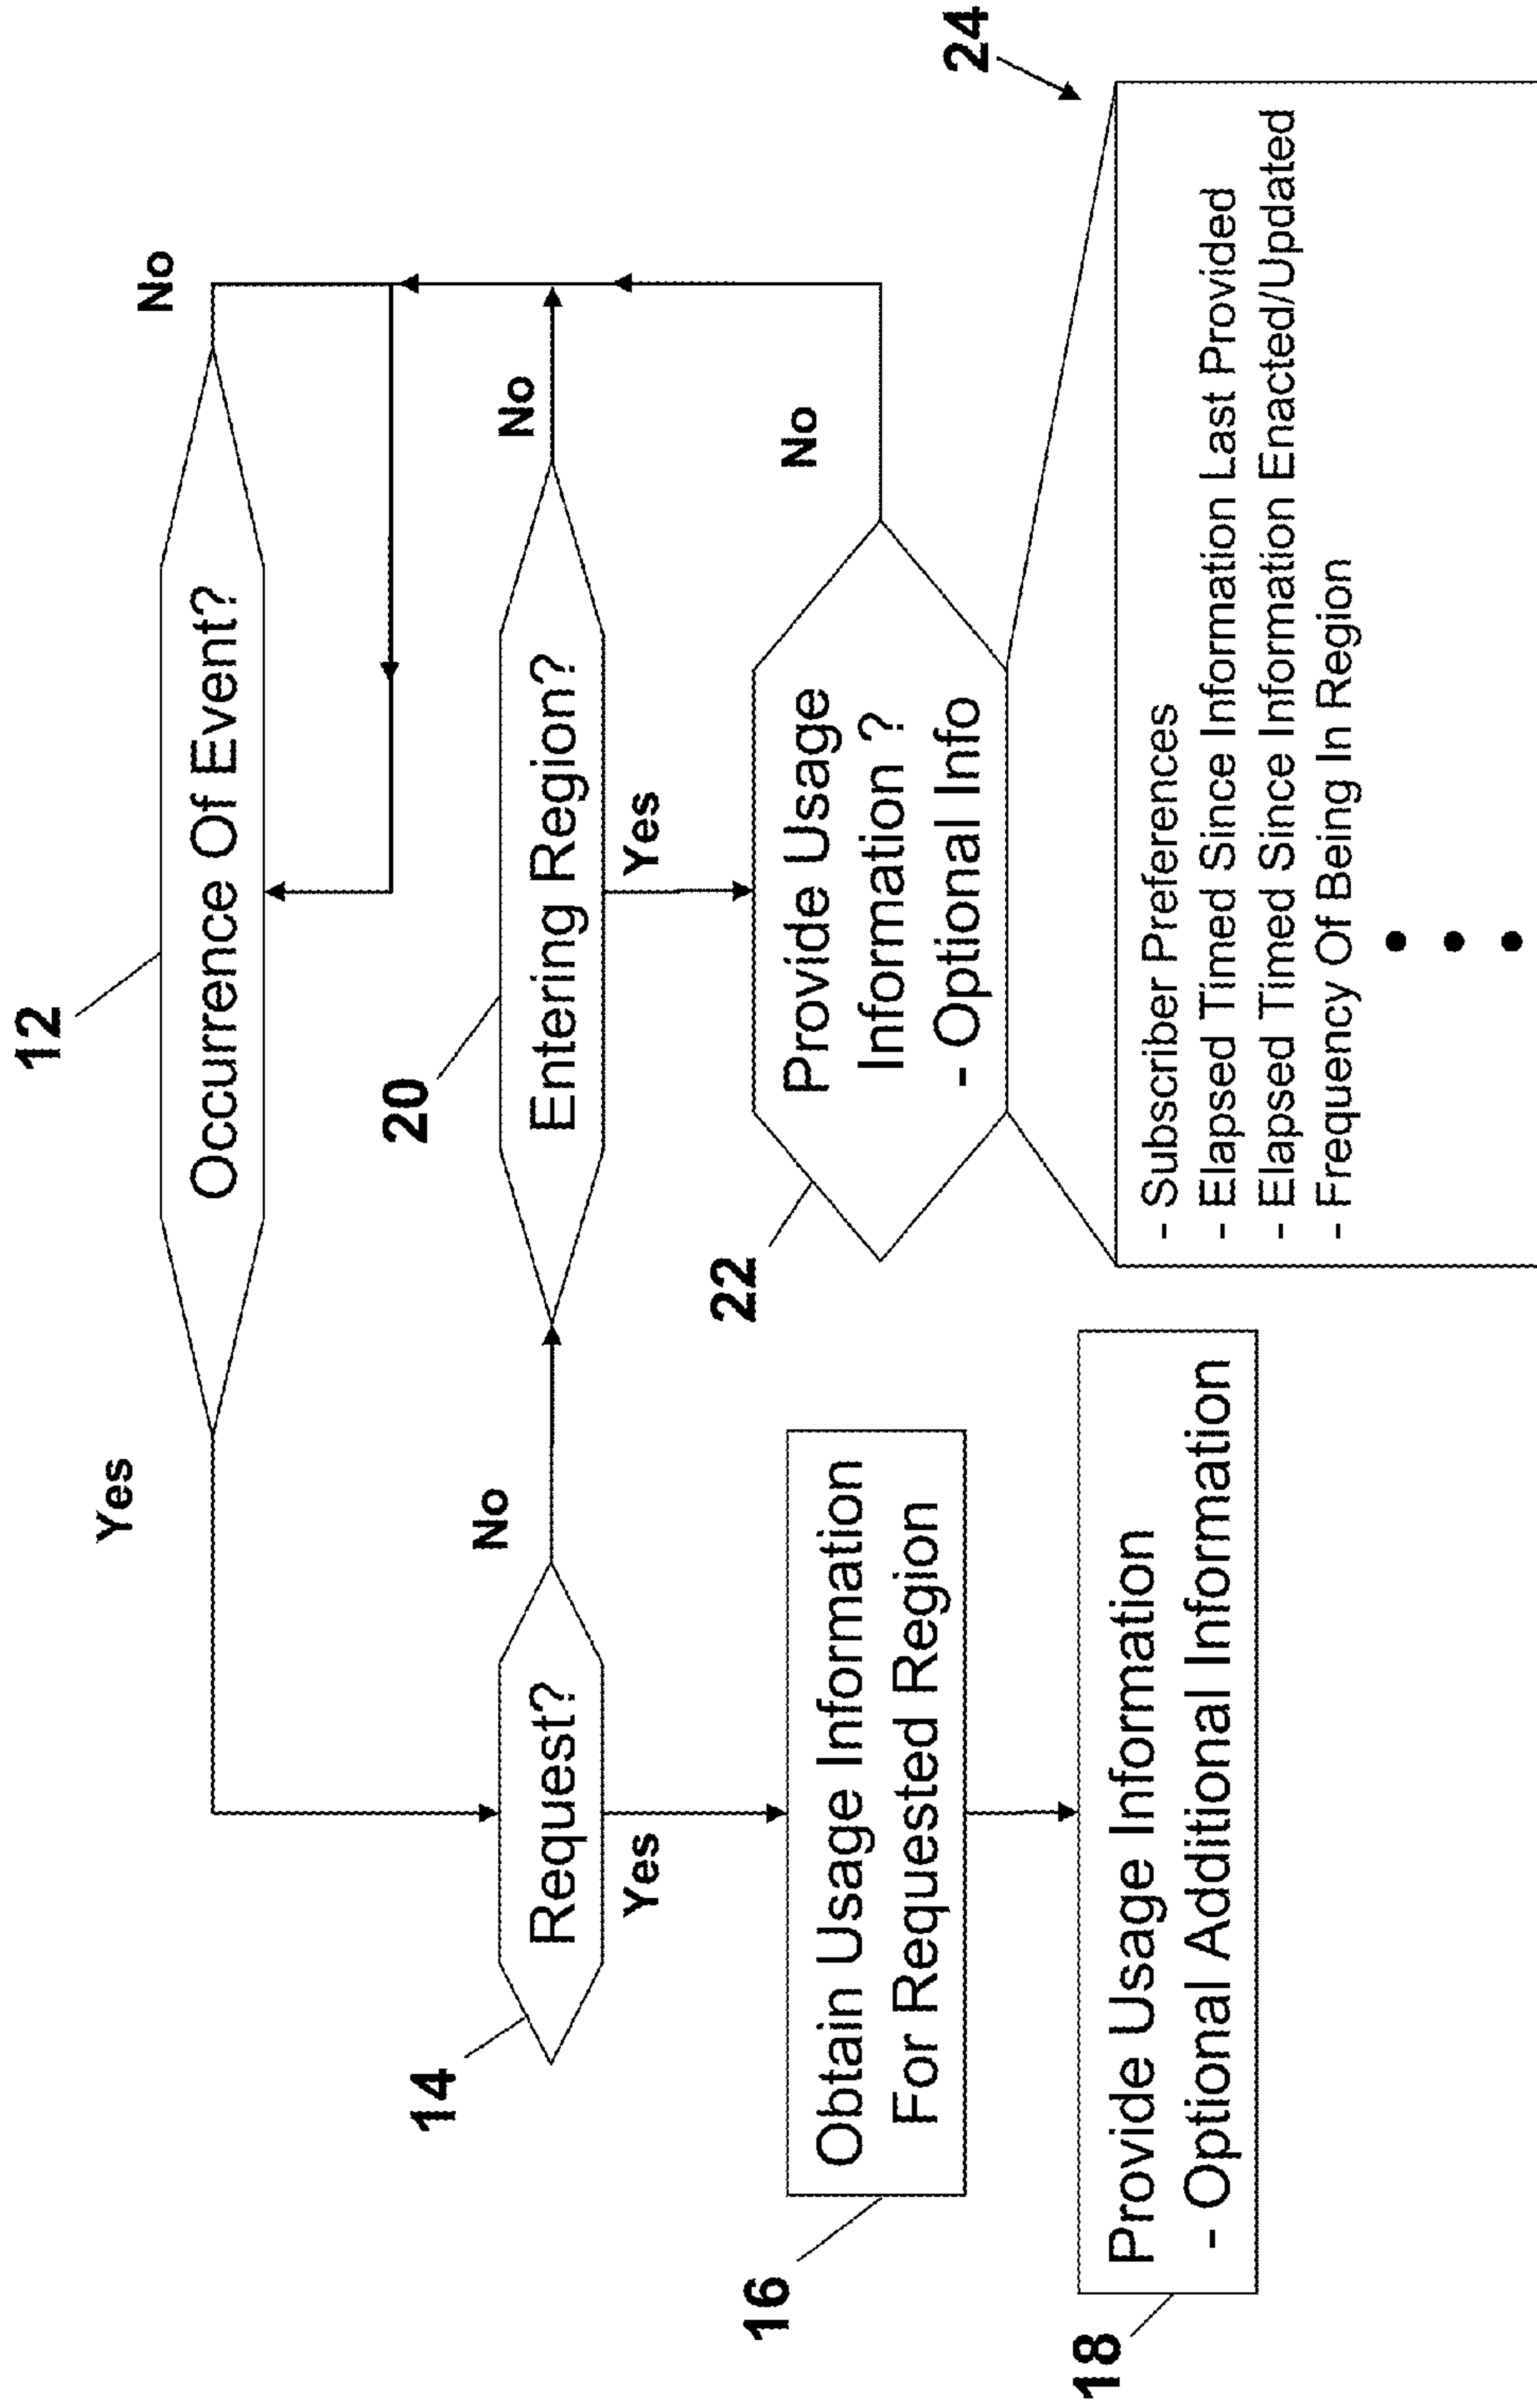 12
Occurrence Of Event?
Yes
No
14
Request?
No
Yes
20
Entering Region?
No
Yes
16
Obtain Usage Information
For Requested Region
22
Provide Usage
Information ?
- Optional Info
No
18
Provide Usage Information
- Optional Additional Information
24
- Subscriber Preferences
- Elapsed Timed Since Information Last Provided
- Elapsed Timed Since Information Enacted/Updated
- Frequency Of Being In Region